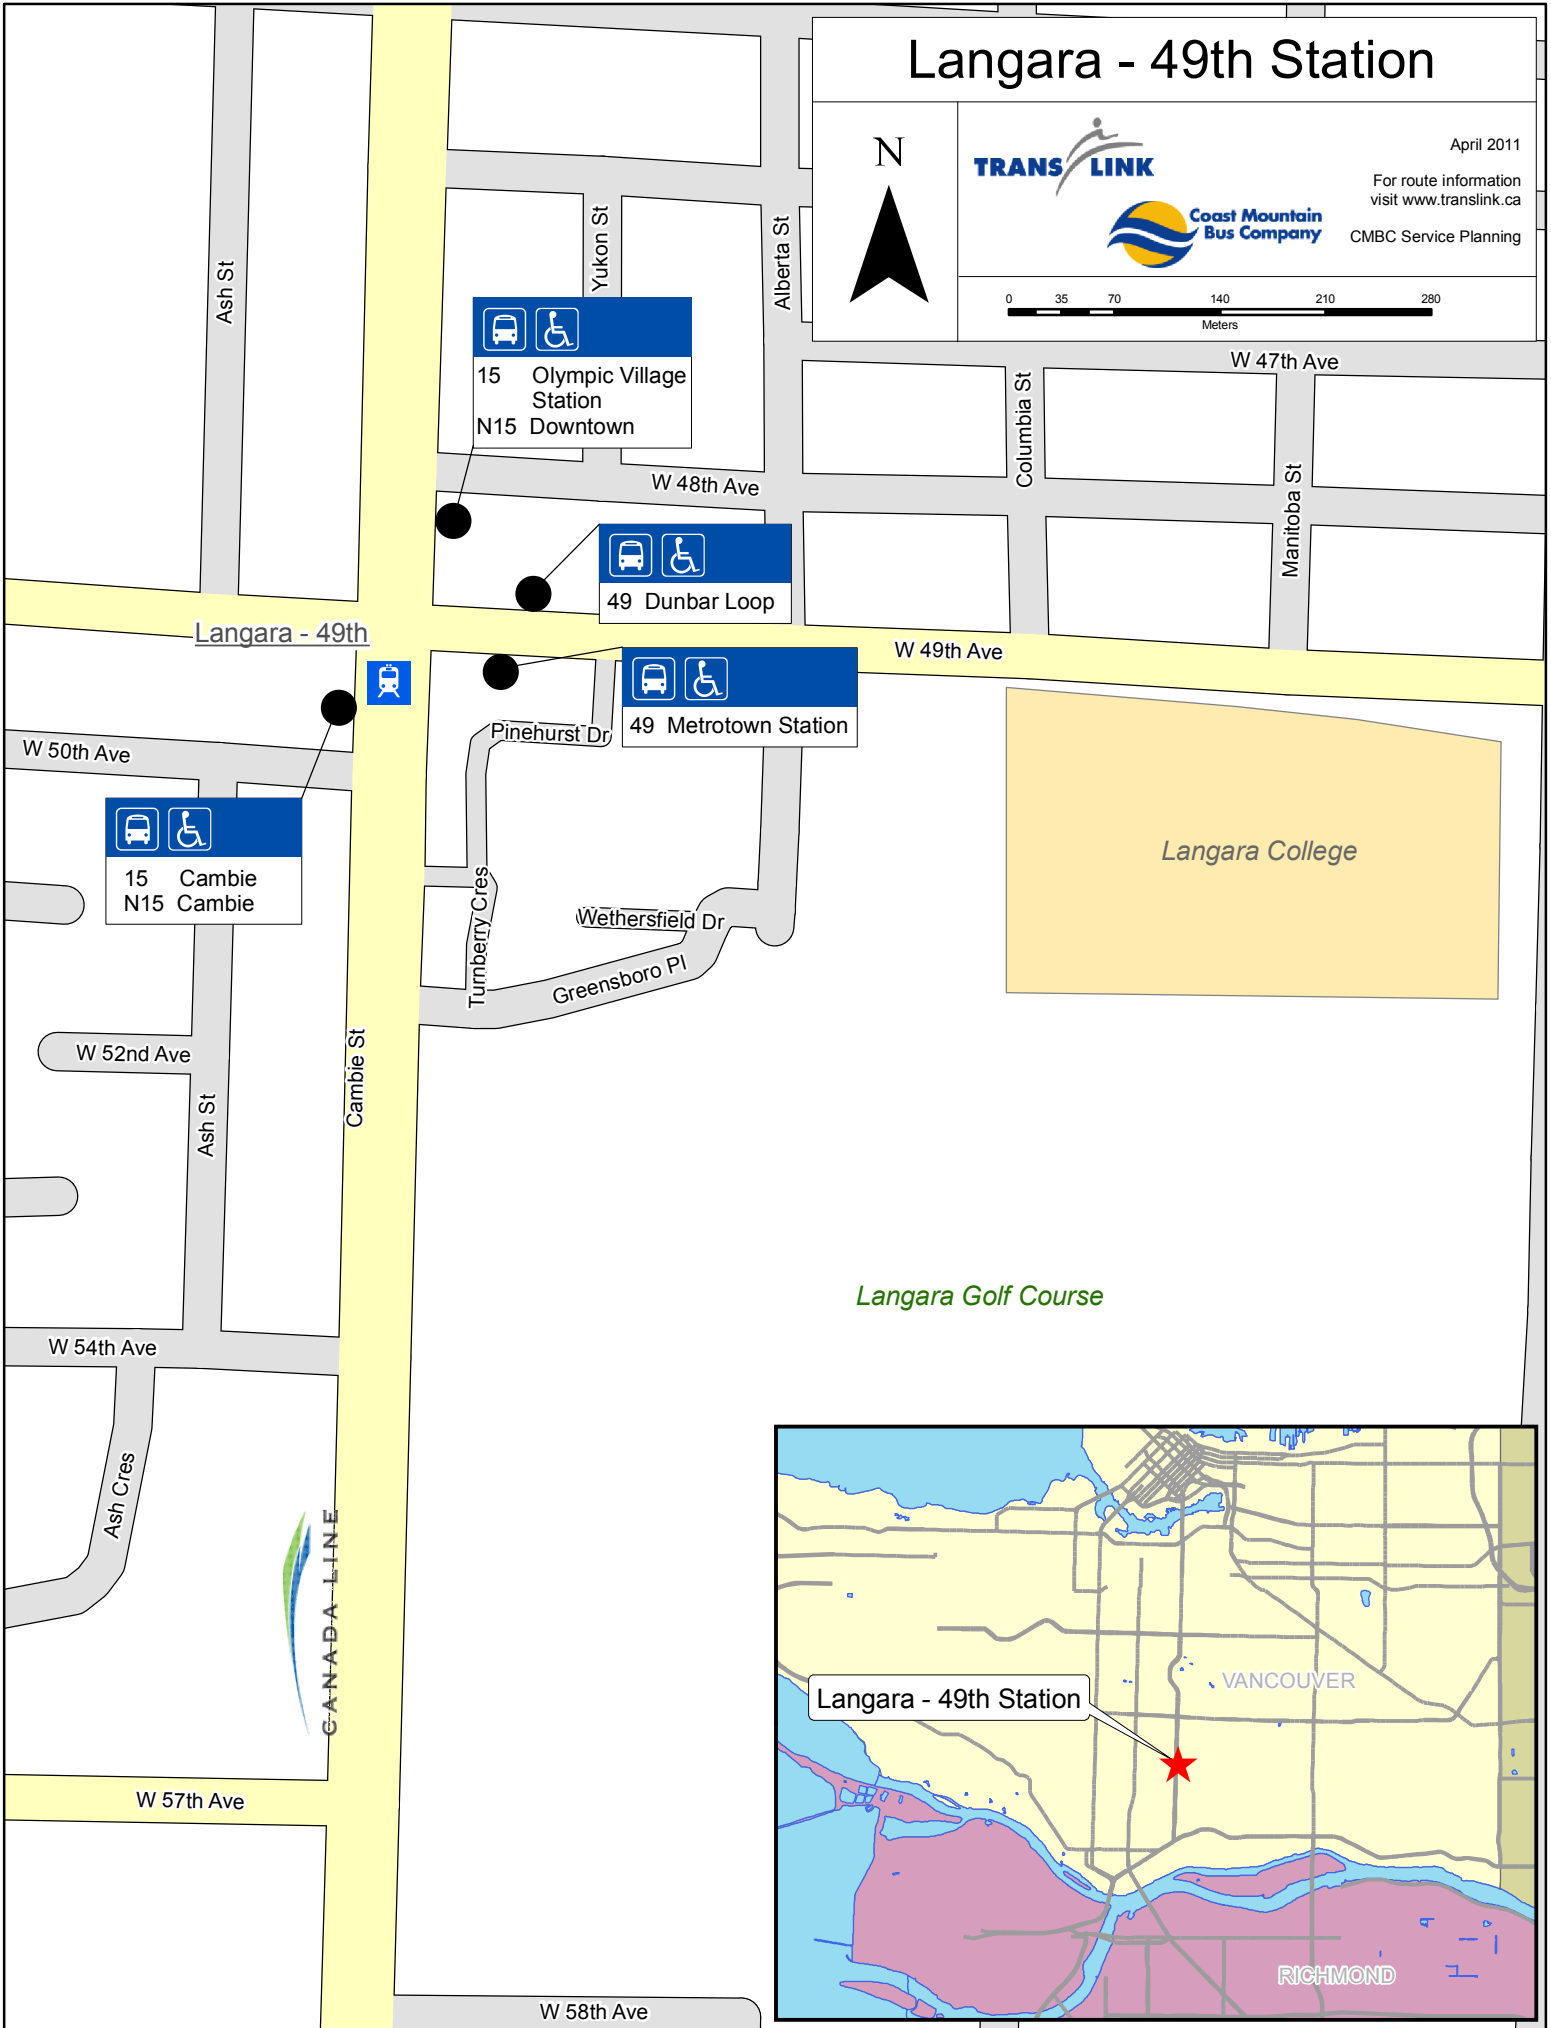 Langara - 49th Station
N
TRANS LINK
April 2011
For route information
visit www.translink.ca
Coast Mountain
Bus Company
CMBC Service Planning
0 35 70 140 210 280
Meters
Ash St
Yukon St
Alberta St
15 Olympic Village
Station
N15 Downtown
W 47th Ave
Columbia St
Manitoba St
W 48th Ave
49 Dunbar Loop
Langara - 49th
W 49th Ave
49 Metrotown Station
Pinehurst Dr
W 50th Ave
15 Cambie
N15 Cambie
Langara College
Turnberry Cres
Wethersfield Dr
Greensboro Pl
W 52nd Ave
Cambie St
Ash St
Langara Golf Course
W 54th Ave
Ash Cres
CANADA LINE
VANCOUVER
Langara - 49th Station
W 57th Ave
RICHMOND
W 58th Ave